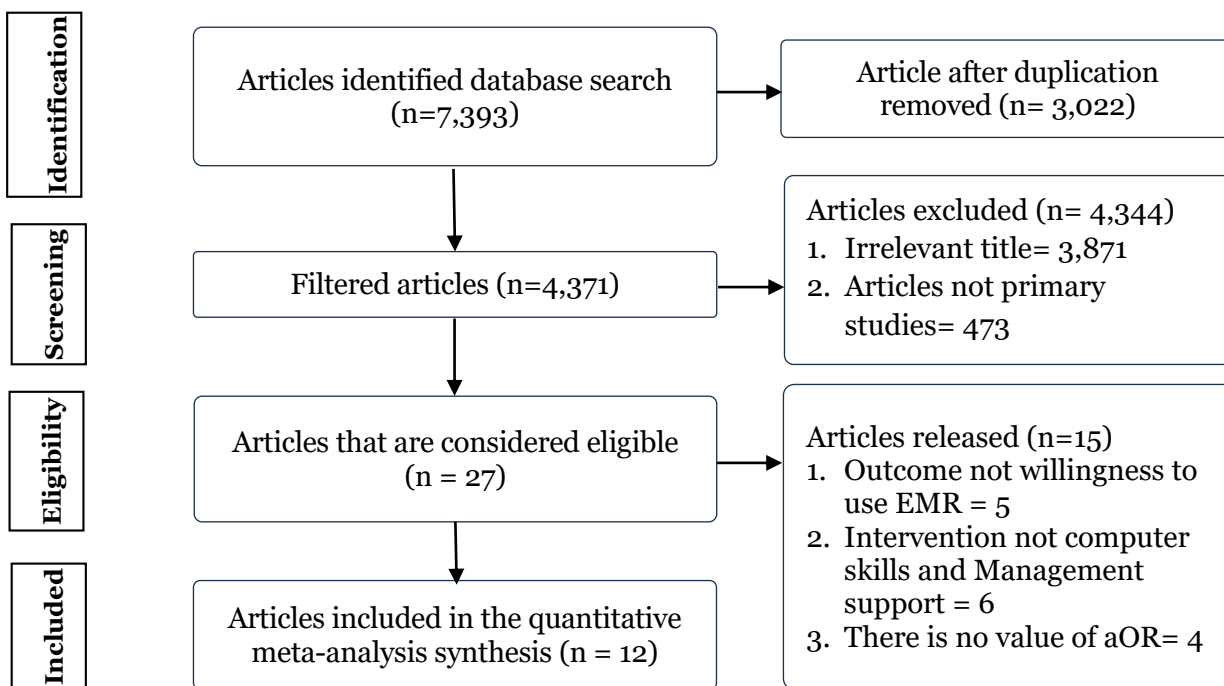 Identification
Articles identified database search
(n=7,393)
Article after duplication
removed (n= 3,022)
Screening
Filtered articles (n=4,371)
Articles excluded (n= 4,344)
1. Irrelevant title= 3,871
2. Articles not primary
studies= 473
Eligibility
Articles that are considered eligible
(n = 27)
Articles released (n=15)
1. Outcome not willingness to
use EMR = 5
2. Intervention not computer
skills and Management
support = 6
3. There is no value of aOR= 4
Included
Articles included in the quantitative
meta-analysis synthesis (n = 12)